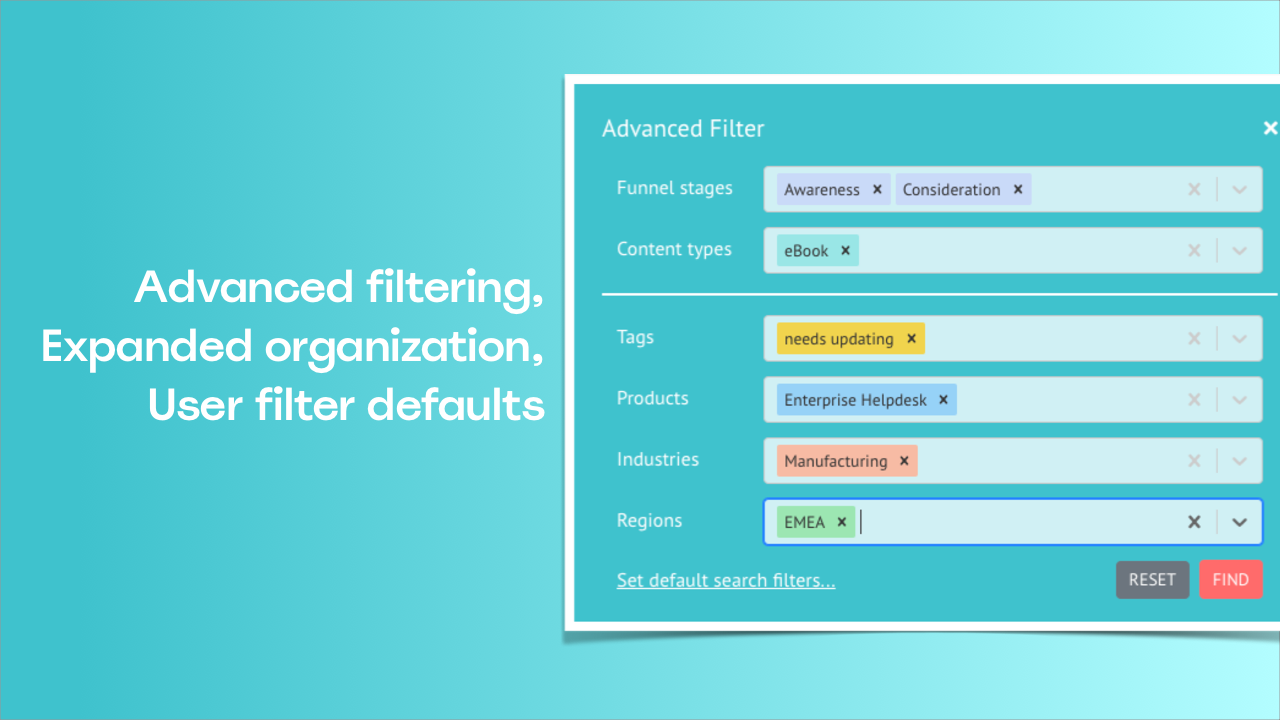 Advanced filtering,
Expanded organization,
User filter defaults
Advanced Filter
Funnel stages Awareness Consideration
Content types eBook
Tags needs updating
Products Enterprise Helpdesk
Industries Manufacturing
Regions EMEA
Set default search filters... RESET FIND